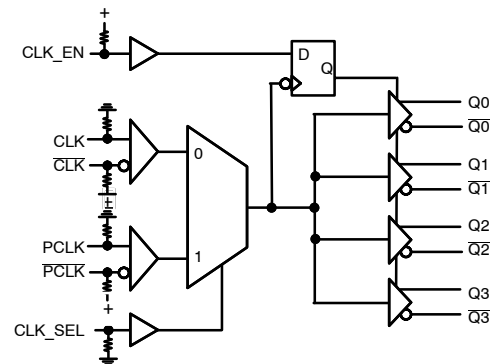 +
CLK_EN
D
Q
Q0
Q0
CLK
CLK
0
Q1
Q1
+
PCLK
PCLK
1
Q2
Q2
+
CLK_SEL
Q3
Q3